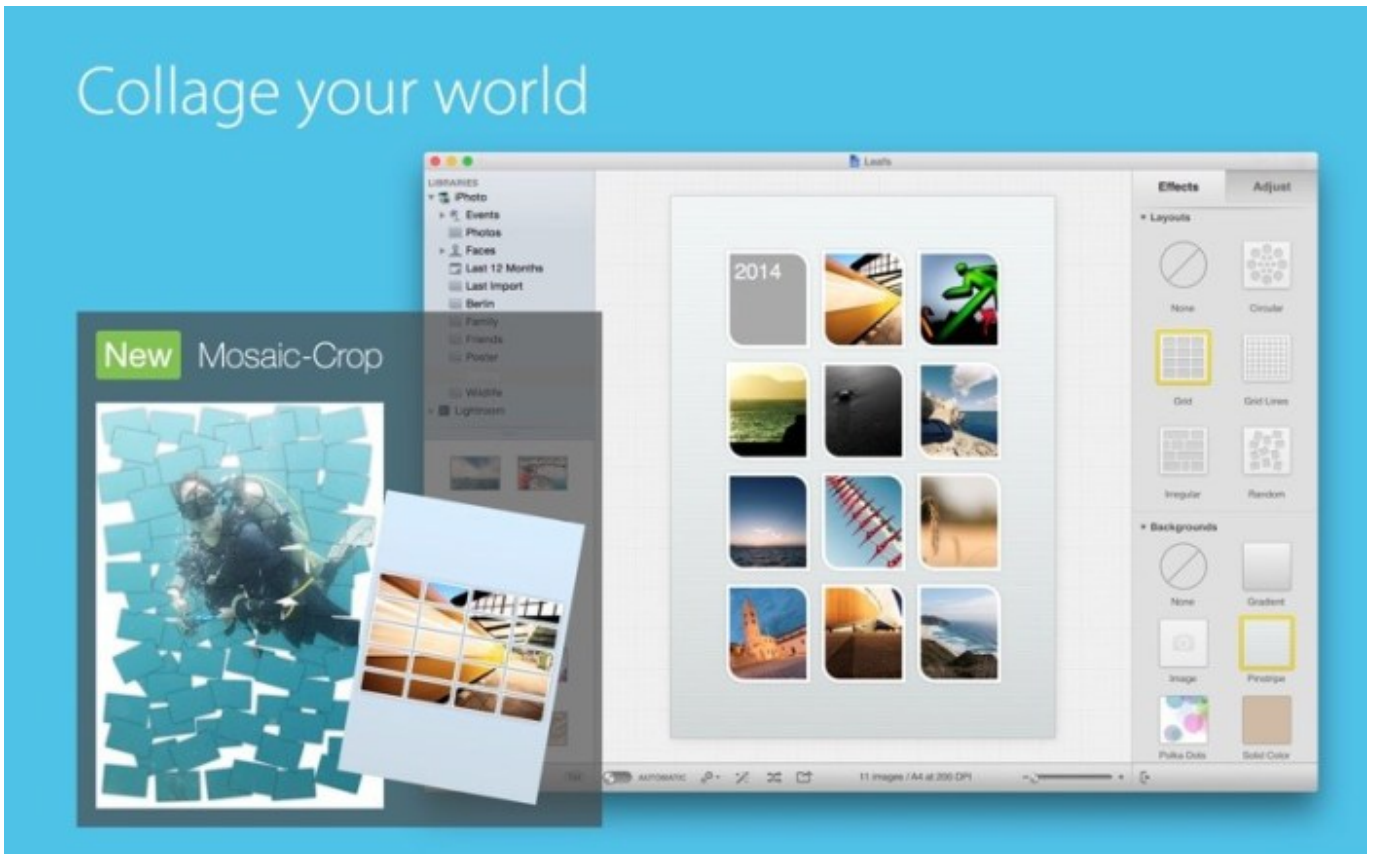 Collage your world
Leafs
LIBRARIES
iPhoto
Events
Photos
Faces
Last 12 Months
Last Import
Berlin
Family
Friends
Poster
Wildlife
Lightroom
New Mosaic-Crop
2014
Effects Adjust
Layouts
None Circular
Grid Grid Lines
Irregular Random
Backgrounds
None Gradient
Image Pinstripe
Polka Dots Solid Color
AUTOMATIC
11 images / A4 at 200 DPI